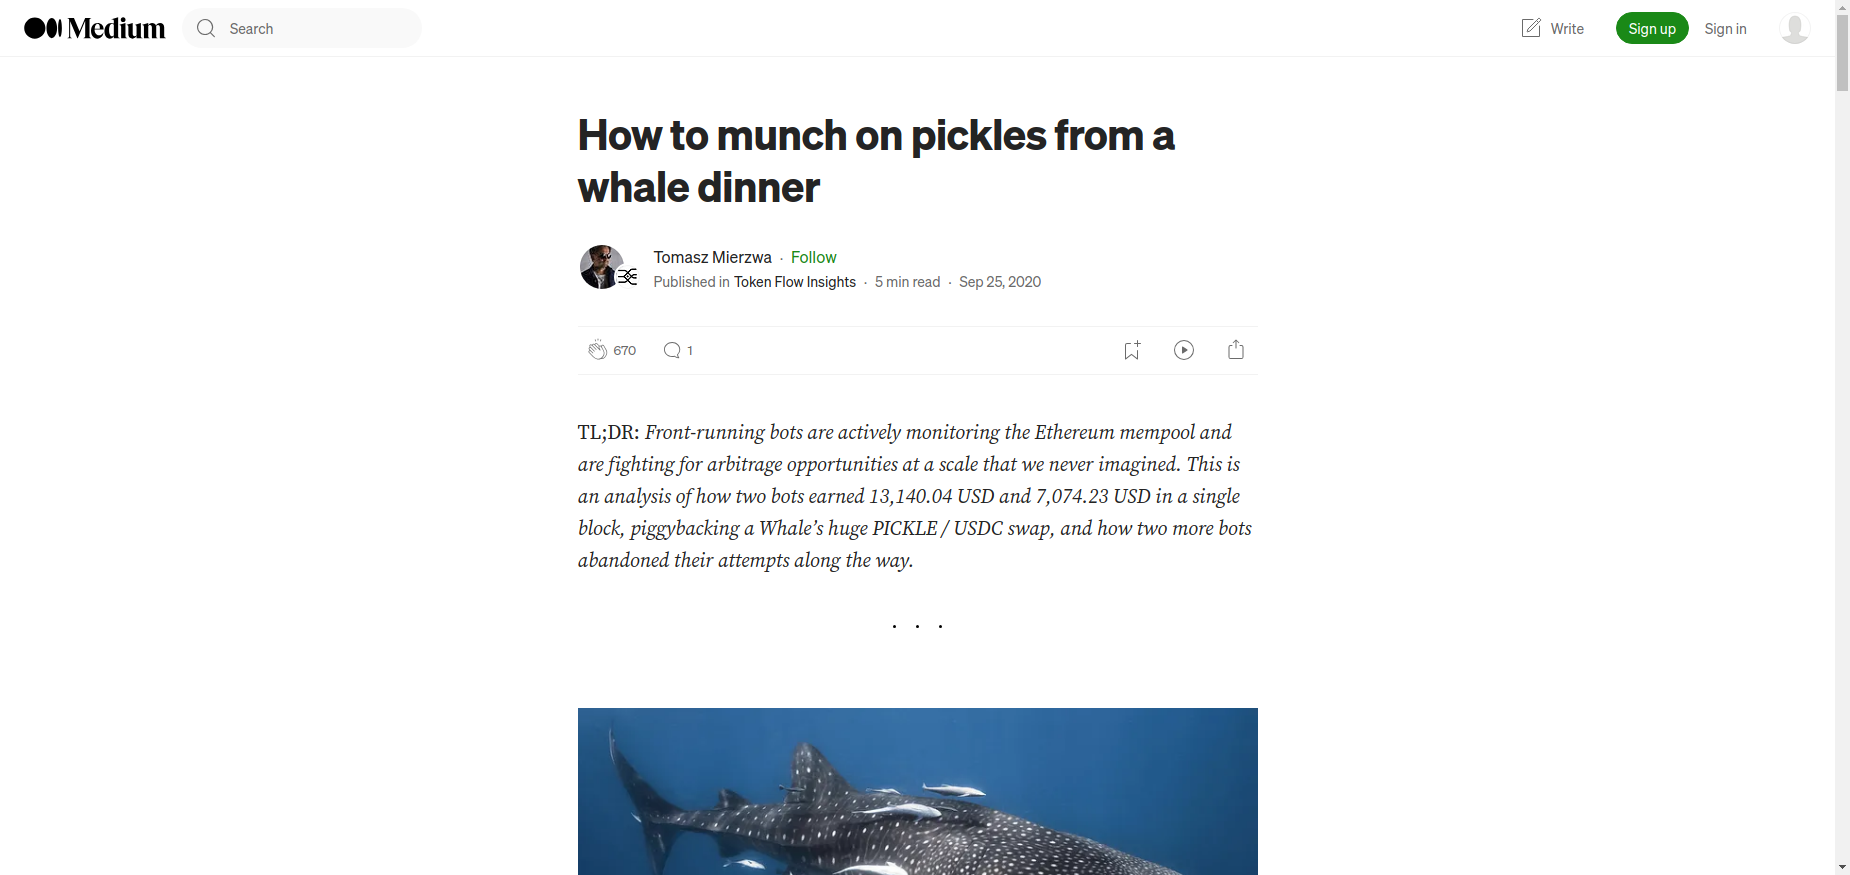 Medium
Search
Write
Sign up
Sign in
How to munch on pickles from a
whale dinner
Tomasz Mierzwa · Follow
Published in Token Flow Insights · 5 min read · Sep 25, 2020
670
1
TL;DR: Front-running bots are actively monitoring the Ethereum mempool and
are fighting for arbitrage opportunities at a scale that we never imagined. This is
an analysis of how two bots earned 13,140.04 USD and 7,074.23 USD in a single
block, piggybacking a Whale’s huge PICKLE / USDC swap, and how two more bots
abandoned their attempts along the way.
. . .